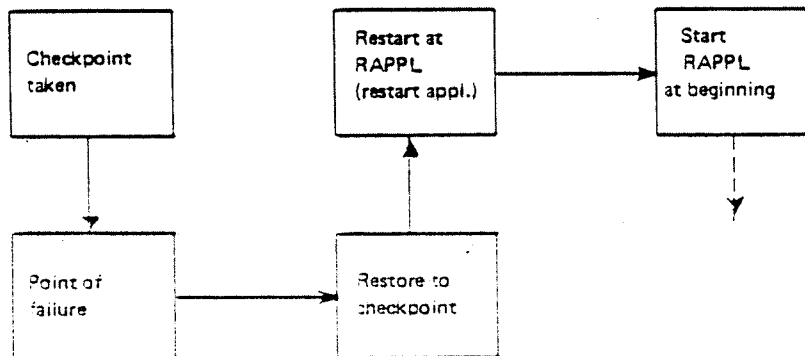 Checkpoint
taken
Restart at
RAPPL
(restart appl.)
Start
RAPPL
at beginning
Point of
failure
Restore to
checkpoint